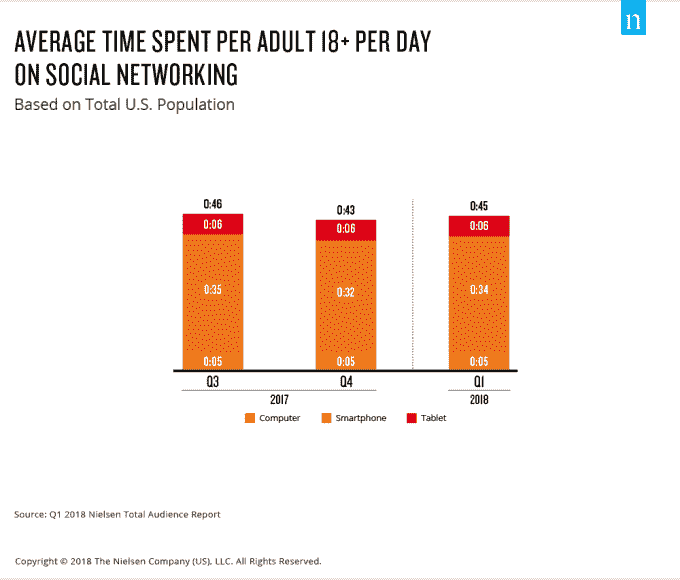 n
AVERAGE TIME SPENT PER ADULT 18+ PER DAY
ON SOCIAL NETWORKING
Based on Total U.S. Population
0:46 0:43 0:45
0:06 0:06 0:06
0:35 0:32 0:34
0:05 0:05 0:05
Q3 Q4 Q1
2017 2018
Computer Smartphone Tablet
Source: Q1 2018 Nielsen Total Audience Report
Copyright © 2018 The Nielsen Company (US), LLC. All Rights Reserved.